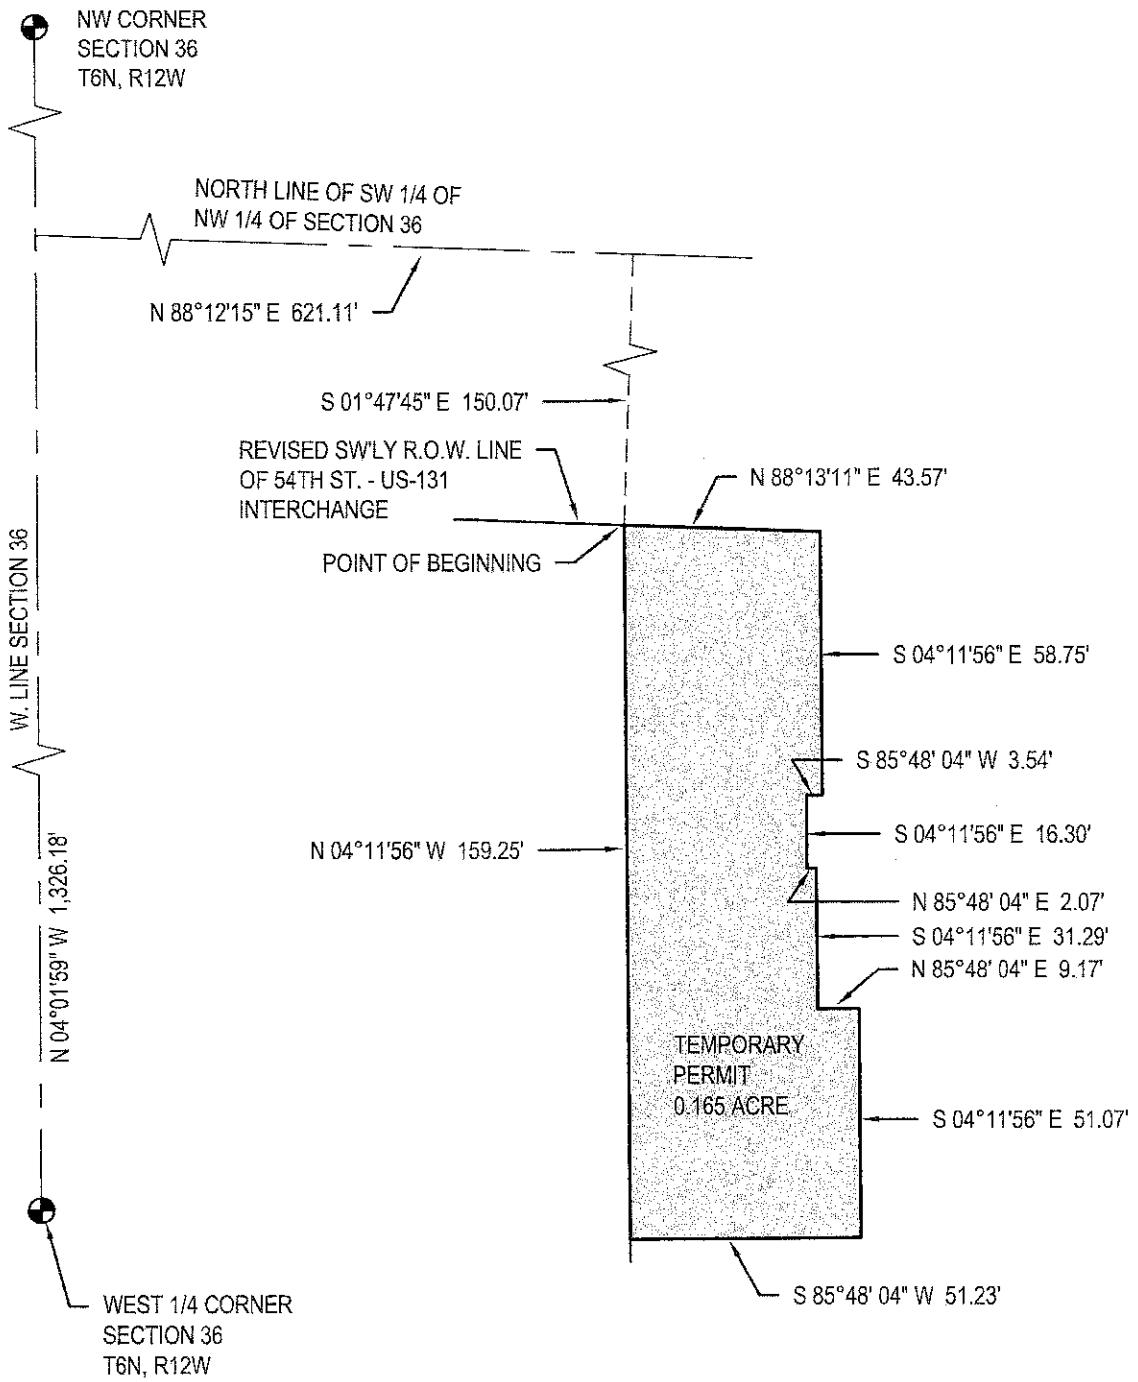 NW CORNER
SECTION 36
T6N, R12W
NORTH LINE OF SW 1/4 OF
NW 1/4 OF SECTION 36
N 88°12'15" E 621.11'
S 01°47'45" E 150.07'
REVISED SW'LY R.O.W. LINE
OF 54TH ST. - US-131
INTERCHANGE
N 88°13'11" E 43.57'
POINT OF BEGINNING
W. LINE SECTION 36
S 04°11'56" E 58.75'
S 85°48' 04" W 3.54'
S 04°11'56" E 16.30'
N 04°11'56" W 159.25'
N 04°01'59" W 1,326.18'
N 85°48' 04" E 2.07'
S 04°11'56" E 31.29'
N 85°48' 04" E 9.17'
TEMPORARY
PERMIT
0.165 ACRE
S 04°11'56" E 51.07'
S 85°48' 04" W 51.23'
WEST 1/4 CORNER
SECTION 36
T6N, R12W